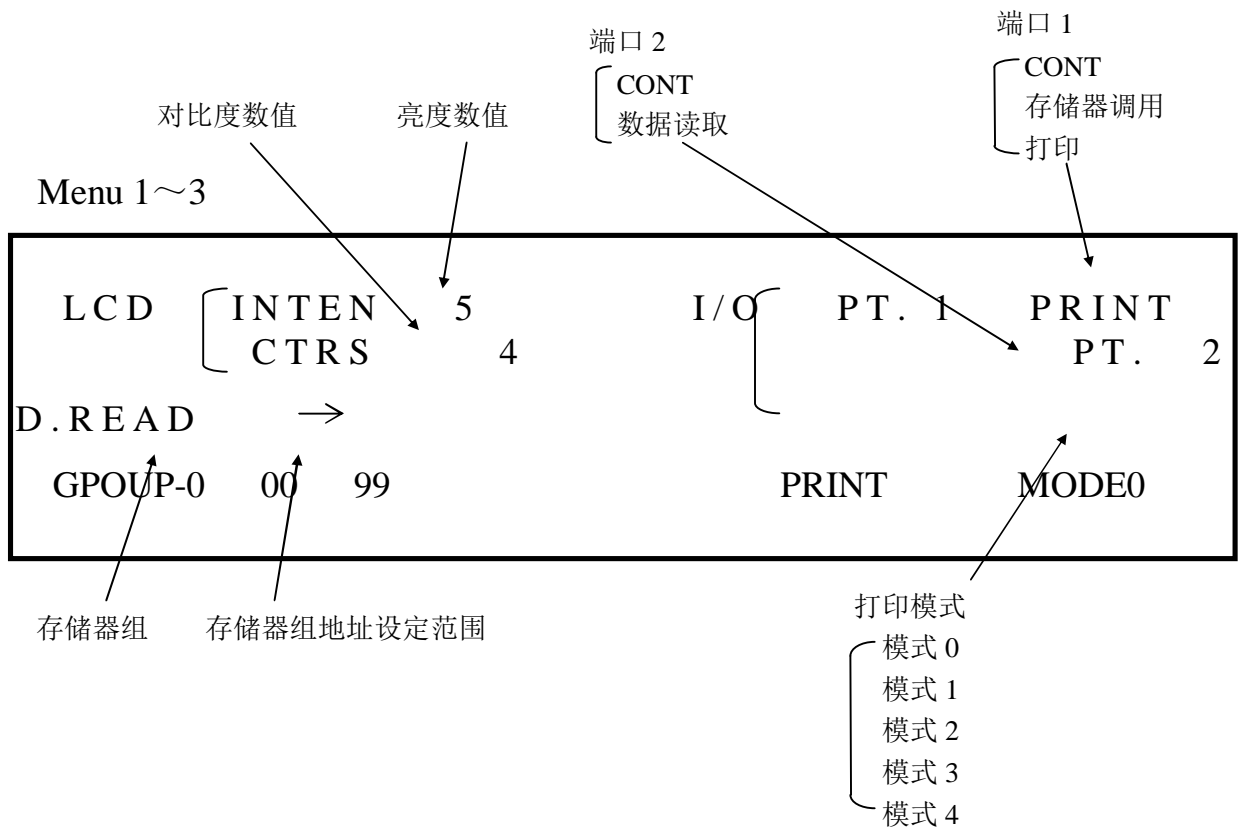 端口 1
端口 2
CONT
CONT
存储器调用
数据读取
对比度数值
亮度数值
打印
Menu 1～3
LCD INTEN 5 I/O PT. 1 PRINT
CTRS 4 PT. 2
D.READ →
GPOUP-0 00 99 PRINT MODE0
打印模式
存储器组 存储器组地址设定范围
模式 0
模式 1
模式 2
模式 3
模式 4